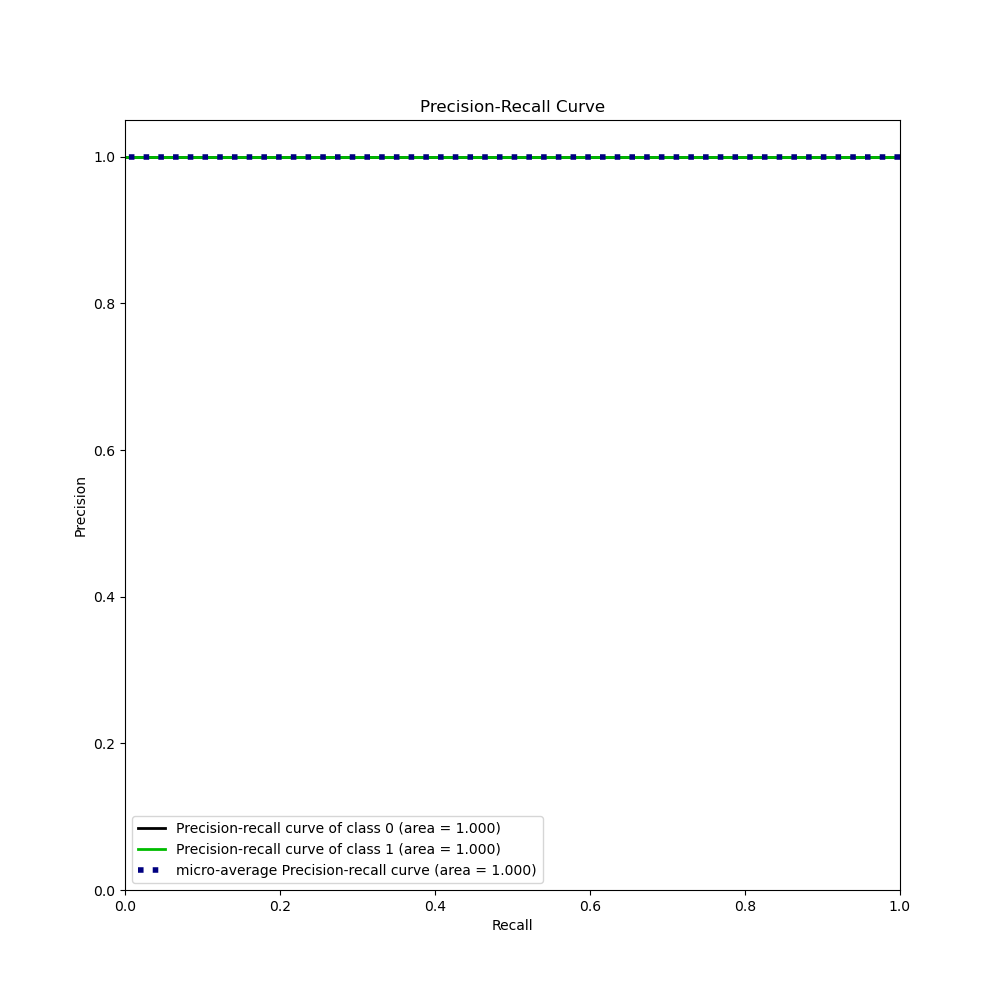 Precision-Recall Curve
1.0
0.8
0.6
0.4
0.2
0.0
Precision
Precision-recall curve of class 0 (area = 1.000)
Precision-recall curve of class 1 (area = 1.000)
micro-average Precision-recall curve (area = 1.000)
0.0 0.2 0.4 0.6 0.8 1.0
Recall